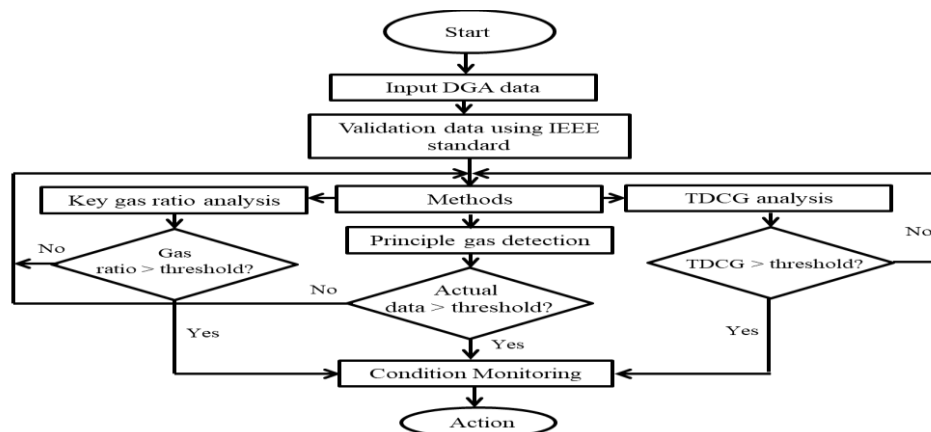 Start
Input DGA data
Validation data using IEEE
standard
Key gas ratio analysis
Methods
TDCG analysis
Principle gas detection
No
Gas
ratio > threshold?
No
Actual
data > threshold?
TDCG > threshold?
No
Yes
Yes
Yes
Condition Monitoring
Action